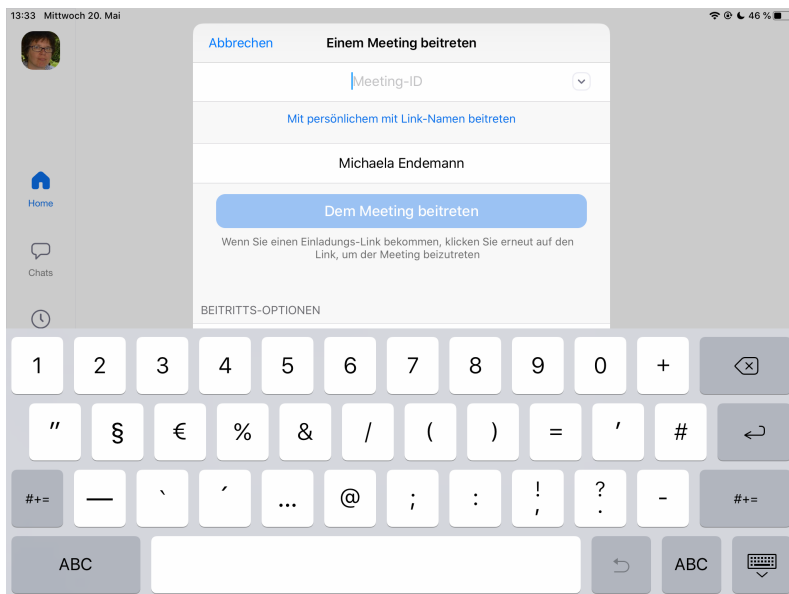 13:33 Mittwoch 20. Mai
46 %
Abbrechen Einem Meeting beitreten
Meeting-ID
Mit persönlichem mit Link-Namen beitreten
Michaela Endemann
Dem Meeting beitreten
Wenn Sie einen Einladungs-Link bekommen, klicken Sie erneut auf den
Link, um der Meeting beizutreten
BEITRITTS-OPTIONEN
Home
Chats
1 2 3 4 5 6 7 8 9 0 +
" § € % & / ( ) = ' #
#+= — ` ´ ... @ ; : ! , ? . - #+=
ABC ABC